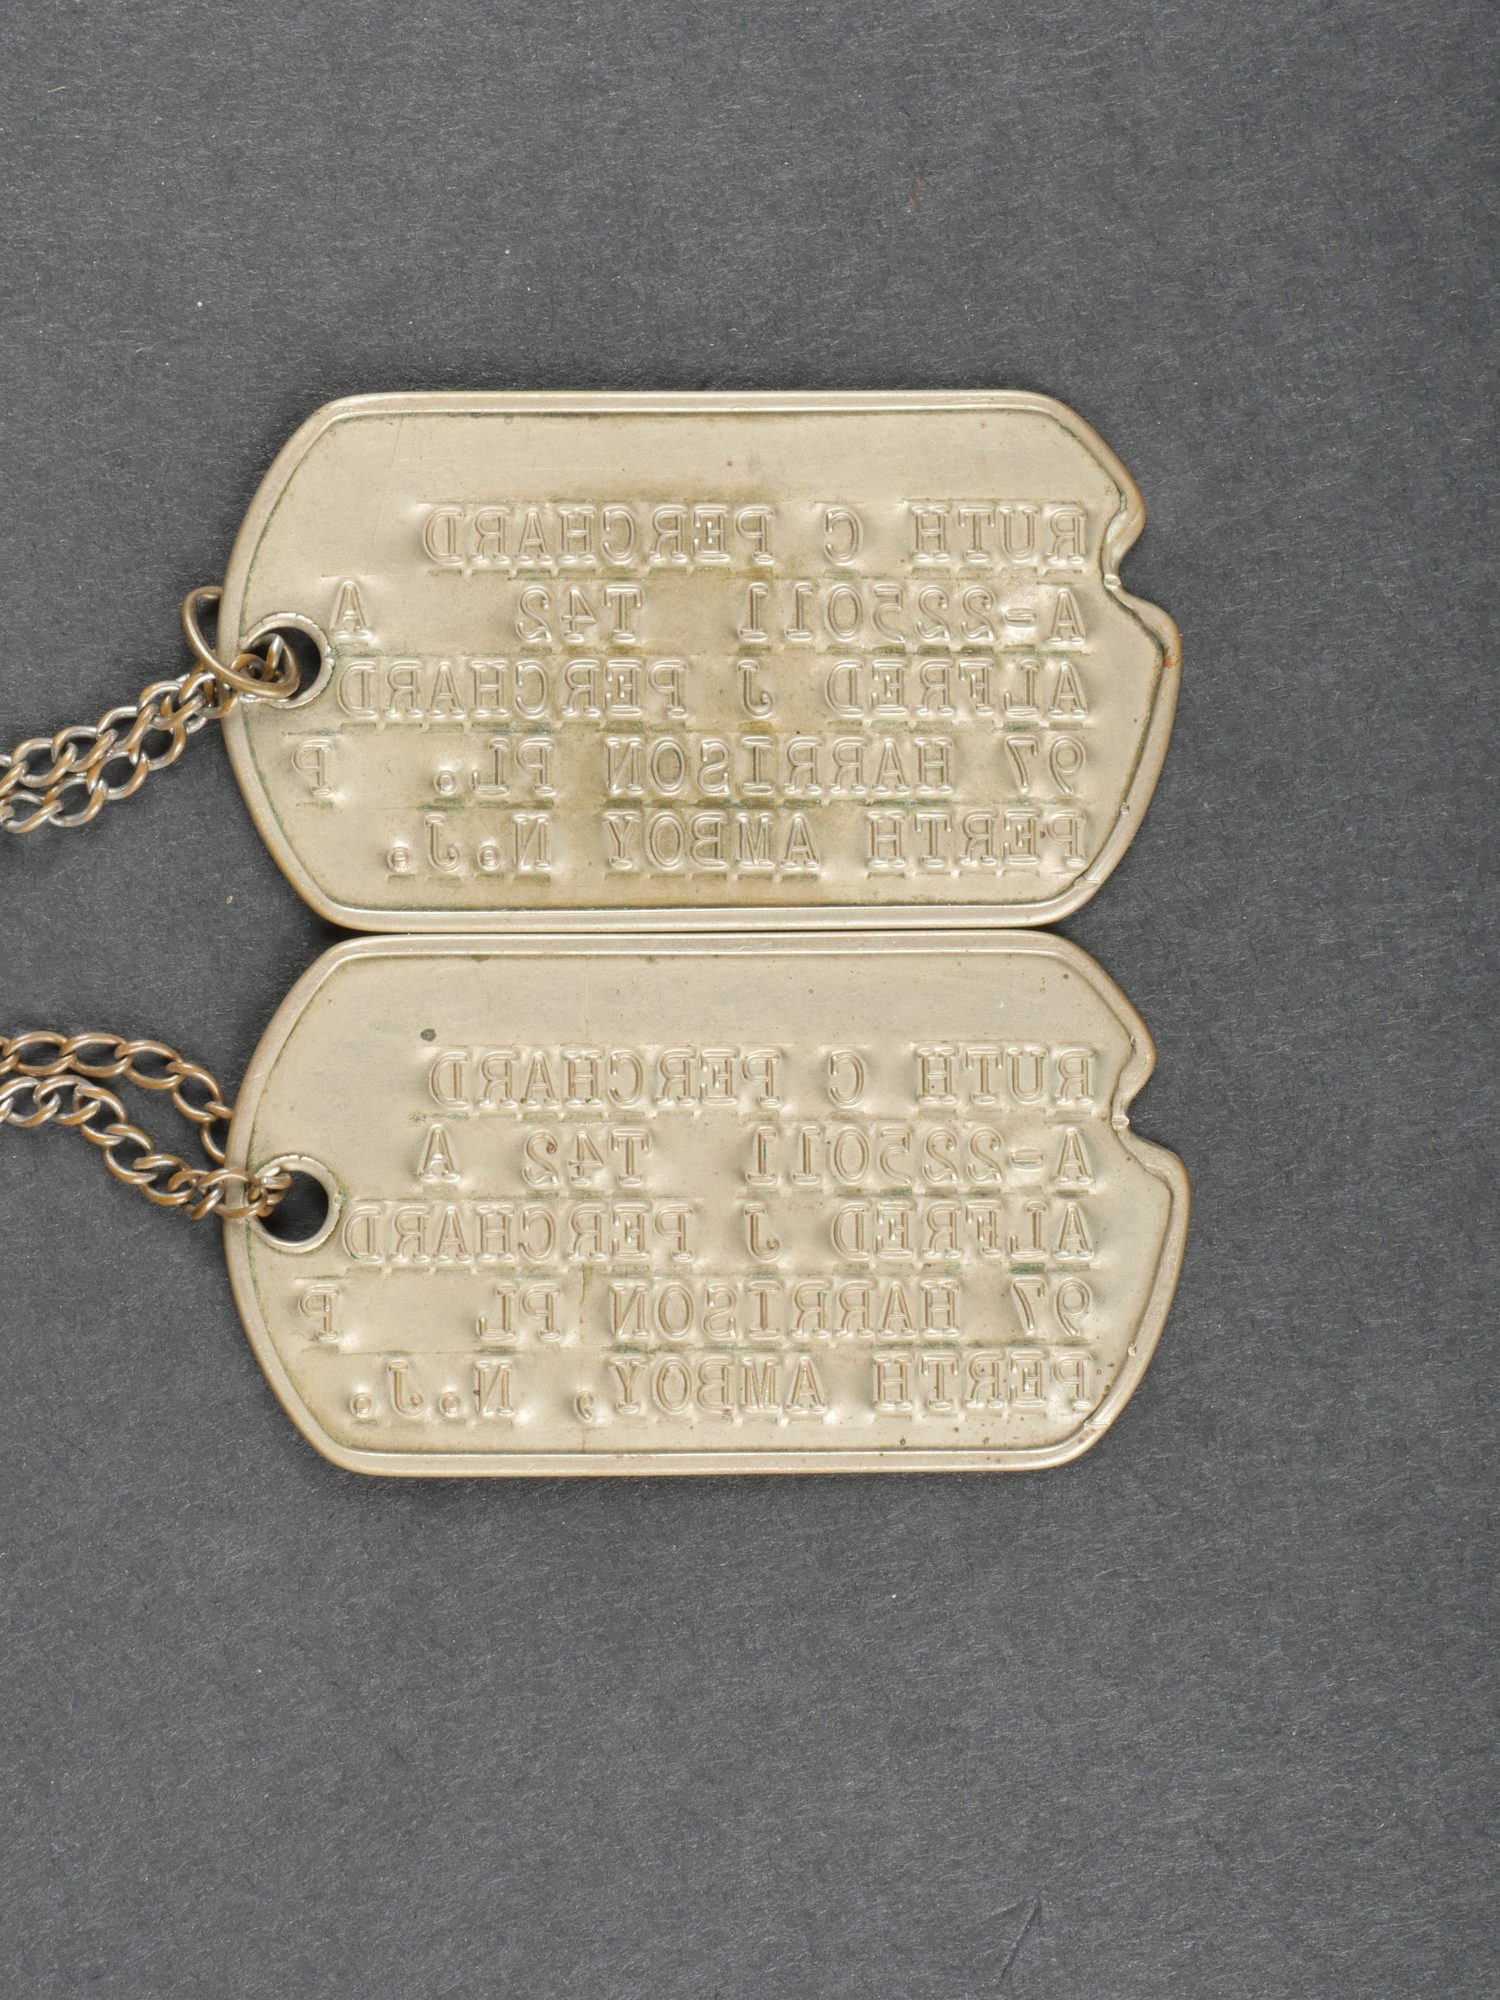 RUTH C PERCHARD
A-225011 T42 A
ALFRED J PERCHARD
97 HARRISON PL. P
PERTH AMBOY N.J.
RUTH C PERCHARD
A-225011 T42 A
ALFRED J PERCHARD
97 HARRISON PL P
PERTH AMBOY, N.J.